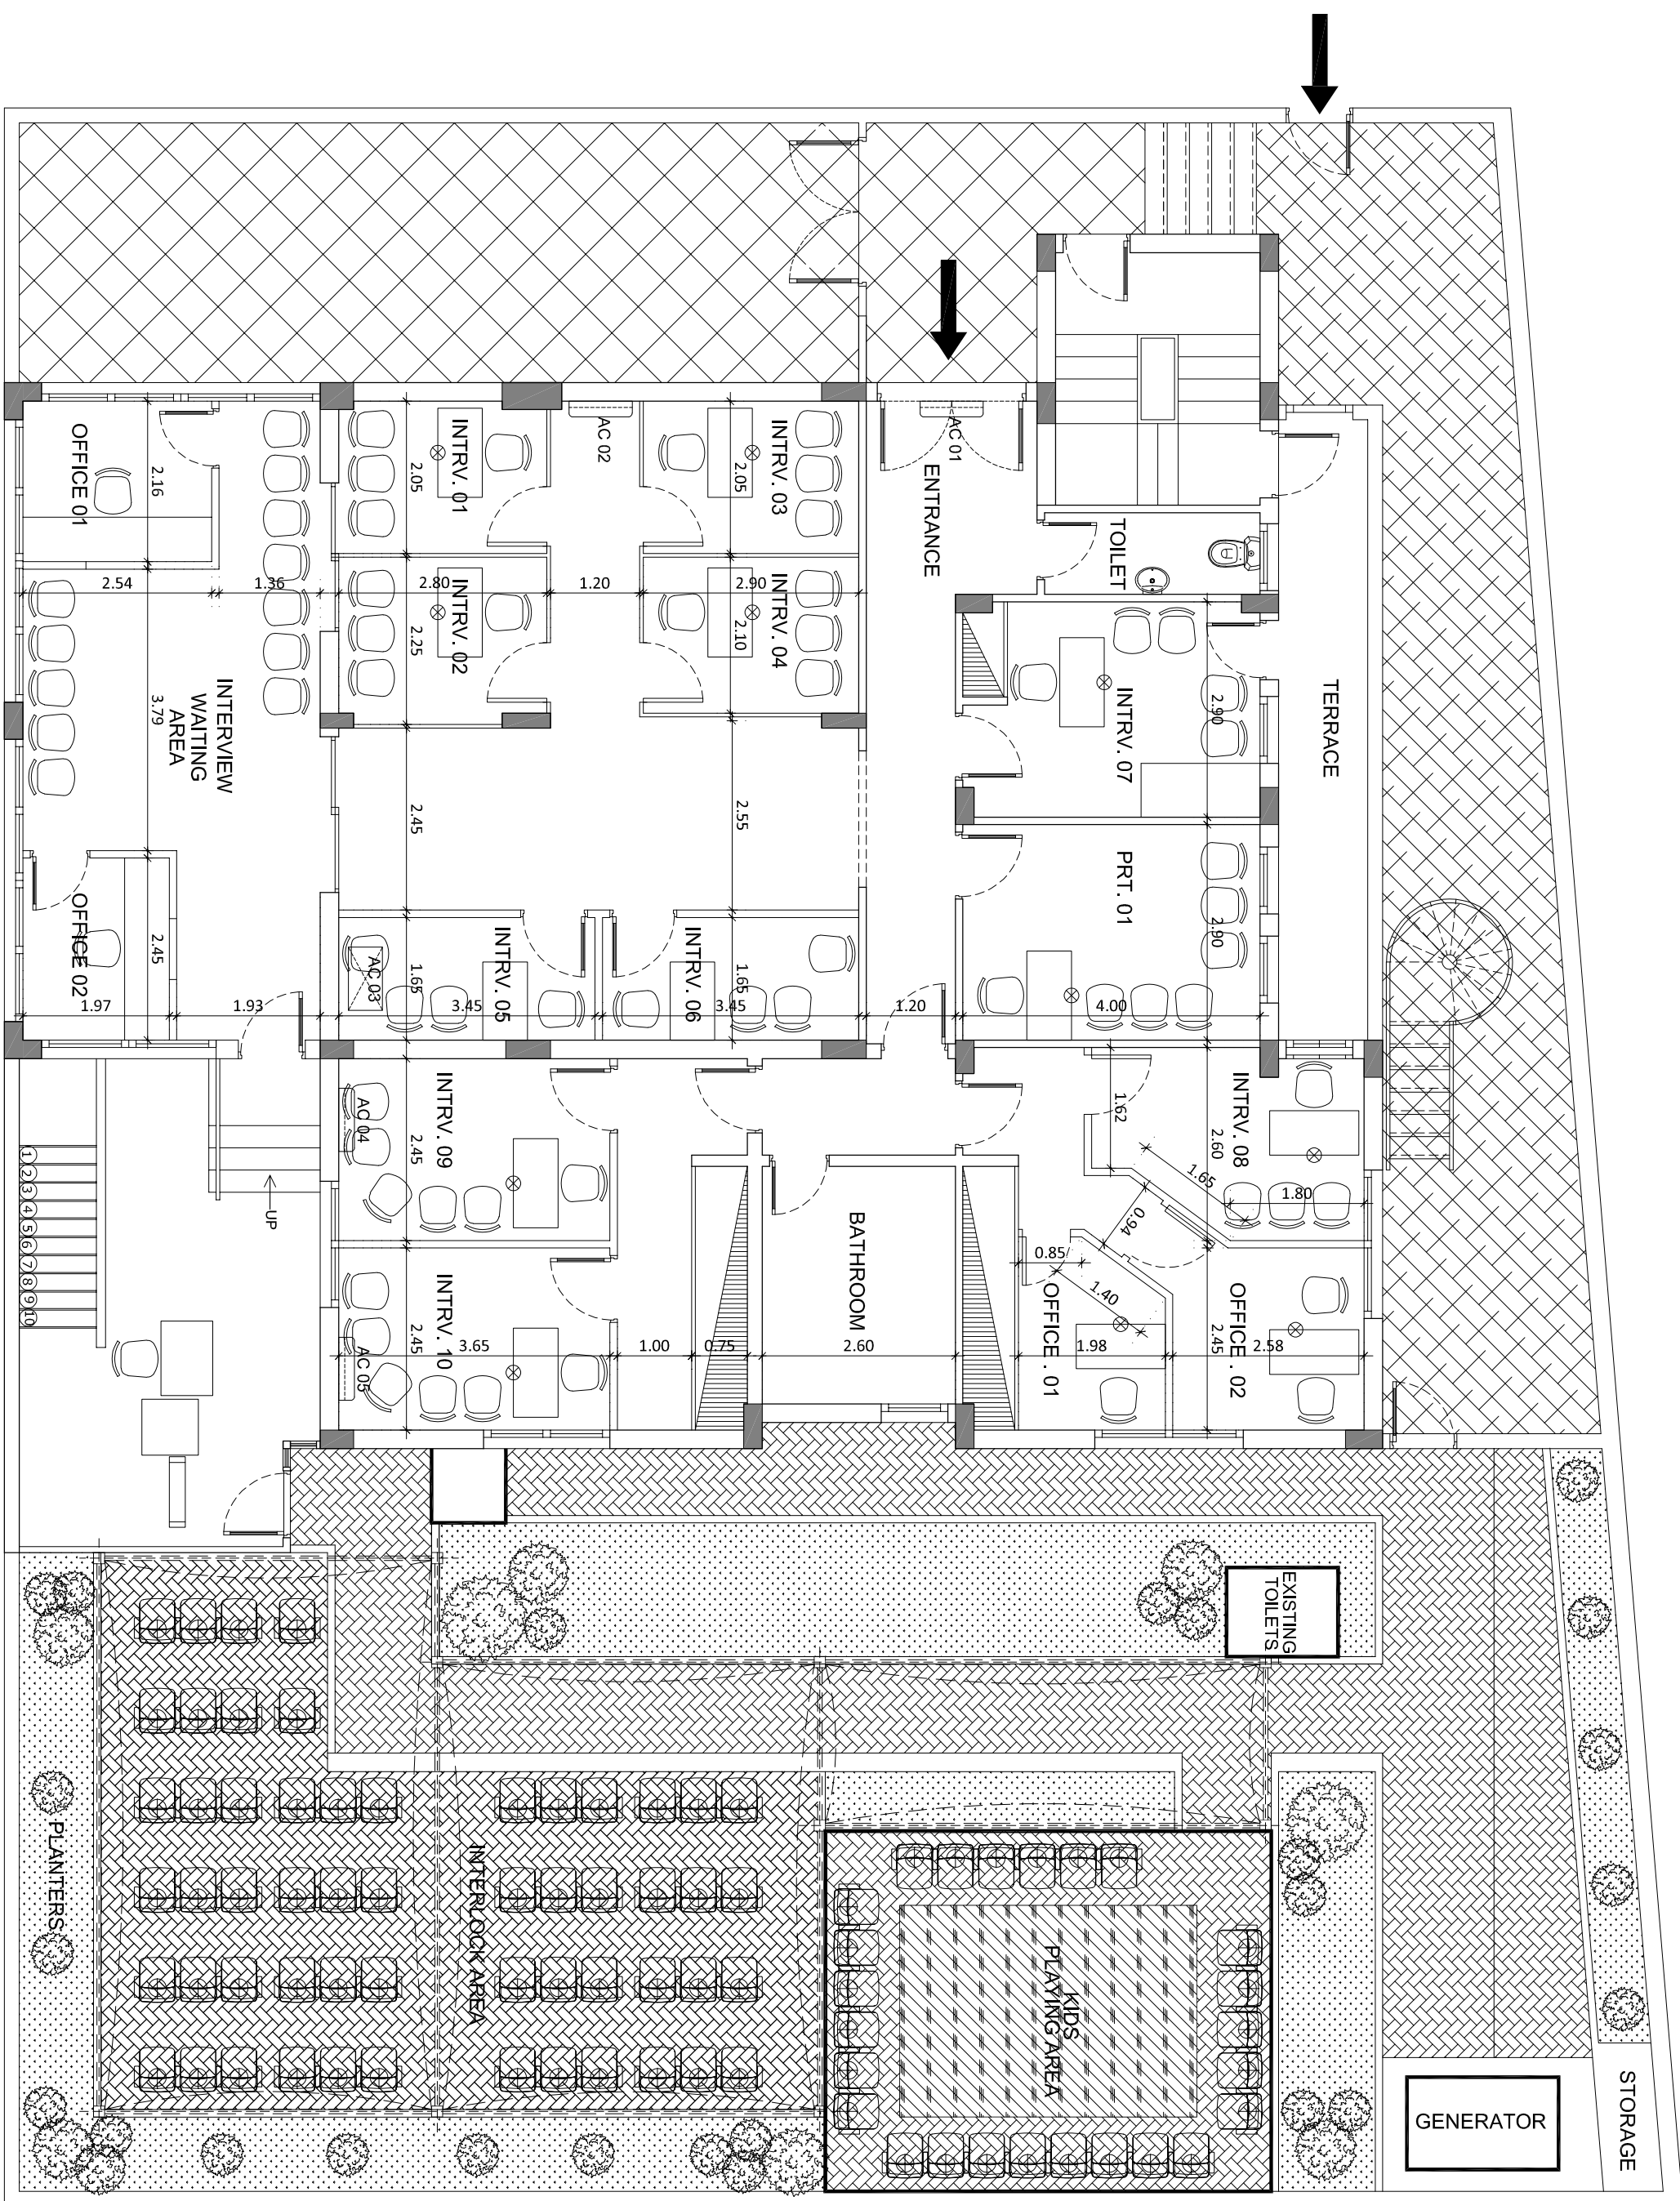 AC 01
ENTRANCE
AC 02
INTRV. 03
2.05
INTRV. 01
2.05
OFFICE 01
2.16
TOILET
2.54
1.36
2.80
1.20
2.90
INTRV. 04
2.10
INTRV. 02
2.25
INTERVIEW
WAITING
AREA
3.79
TERRACE
INTRV. 07
2.90
2.55
2.45
PRT. 01
2.90
OFFICE 02
2.45
INTRV. 05
1.65
AC 03
INTRV. 06
1.65
1.97
1.93
3.45
3.45
1.20
4.00
INTRV. 08
2.60
1.62
1.65
1.80
0.94
INTRV. 09
2.45
AC 04
UP
1
2
3
4
5
6
7
8
9
10
BATHROOM
0.85
1.40
OFFICE . 01
OFFICE . 02
2.45
INTRV. 10
2.45
AC 05
3.65
1.00
0.75
2.60
1.98
2.58
EXISTING
TOILETS
PLANTERS
INTERLOCK AREA
KIDS
PLAYING AREA
STORAGE
GENERATOR